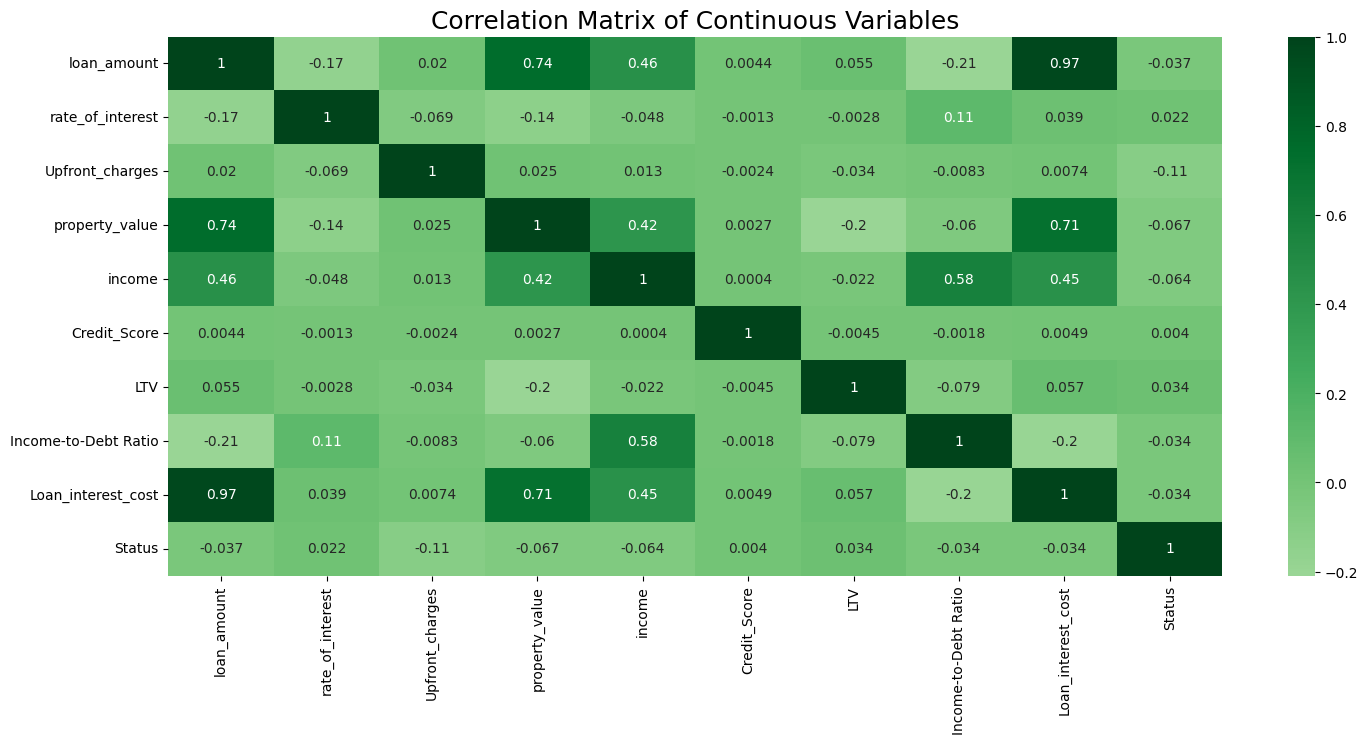 Correlation Matrix of Continuous Variables
loan_amount 1 -0.17 0.02 0.74 0.46 0.0044 0.055 -0.21 0.97 -0.037
rate_of_interest -0.17 1 -0.069 -0.14 -0.048 -0.0013 -0.0028 0.11 0.039 0.022
Upfront_charges 0.02 -0.069 1 0.025 0.013 -0.0024 -0.034 -0.0083 0.0074 -0.11
property_value 0.74 -0.14 0.025 1 0.42 0.0027 -0.2 -0.06 0.71 -0.067
income 0.46 -0.048 0.013 0.42 1 0.0004 -0.022 0.58 0.45 -0.064
Credit_Score 0.0044 -0.0013 -0.0024 0.0027 0.0004 1 -0.0045 -0.0018 0.0049 0.004
LTV 0.055 -0.0028 -0.034 -0.2 -0.022 -0.0045 1 -0.079 0.057 0.034
Income-to-Debt Ratio -0.21 0.11 -0.0083 -0.06 0.58 -0.0018 -0.079 1 -0.2 -0.034
Loan_interest_cost 0.97 0.039 0.0074 0.71 0.45 0.0049 0.057 -0.2 1 -0.034
Status -0.037 0.022 -0.11 -0.067 -0.064 0.004 0.034 -0.034 -0.034 1
loan_amount
rate_of_interest
Upfront_charges
property_value
income
Credit_Score
LTV
Income-to-Debt Ratio
Loan_interest_cost
Status
1.0
0.8
0.6
0.4
0.2
0.0
−0.2